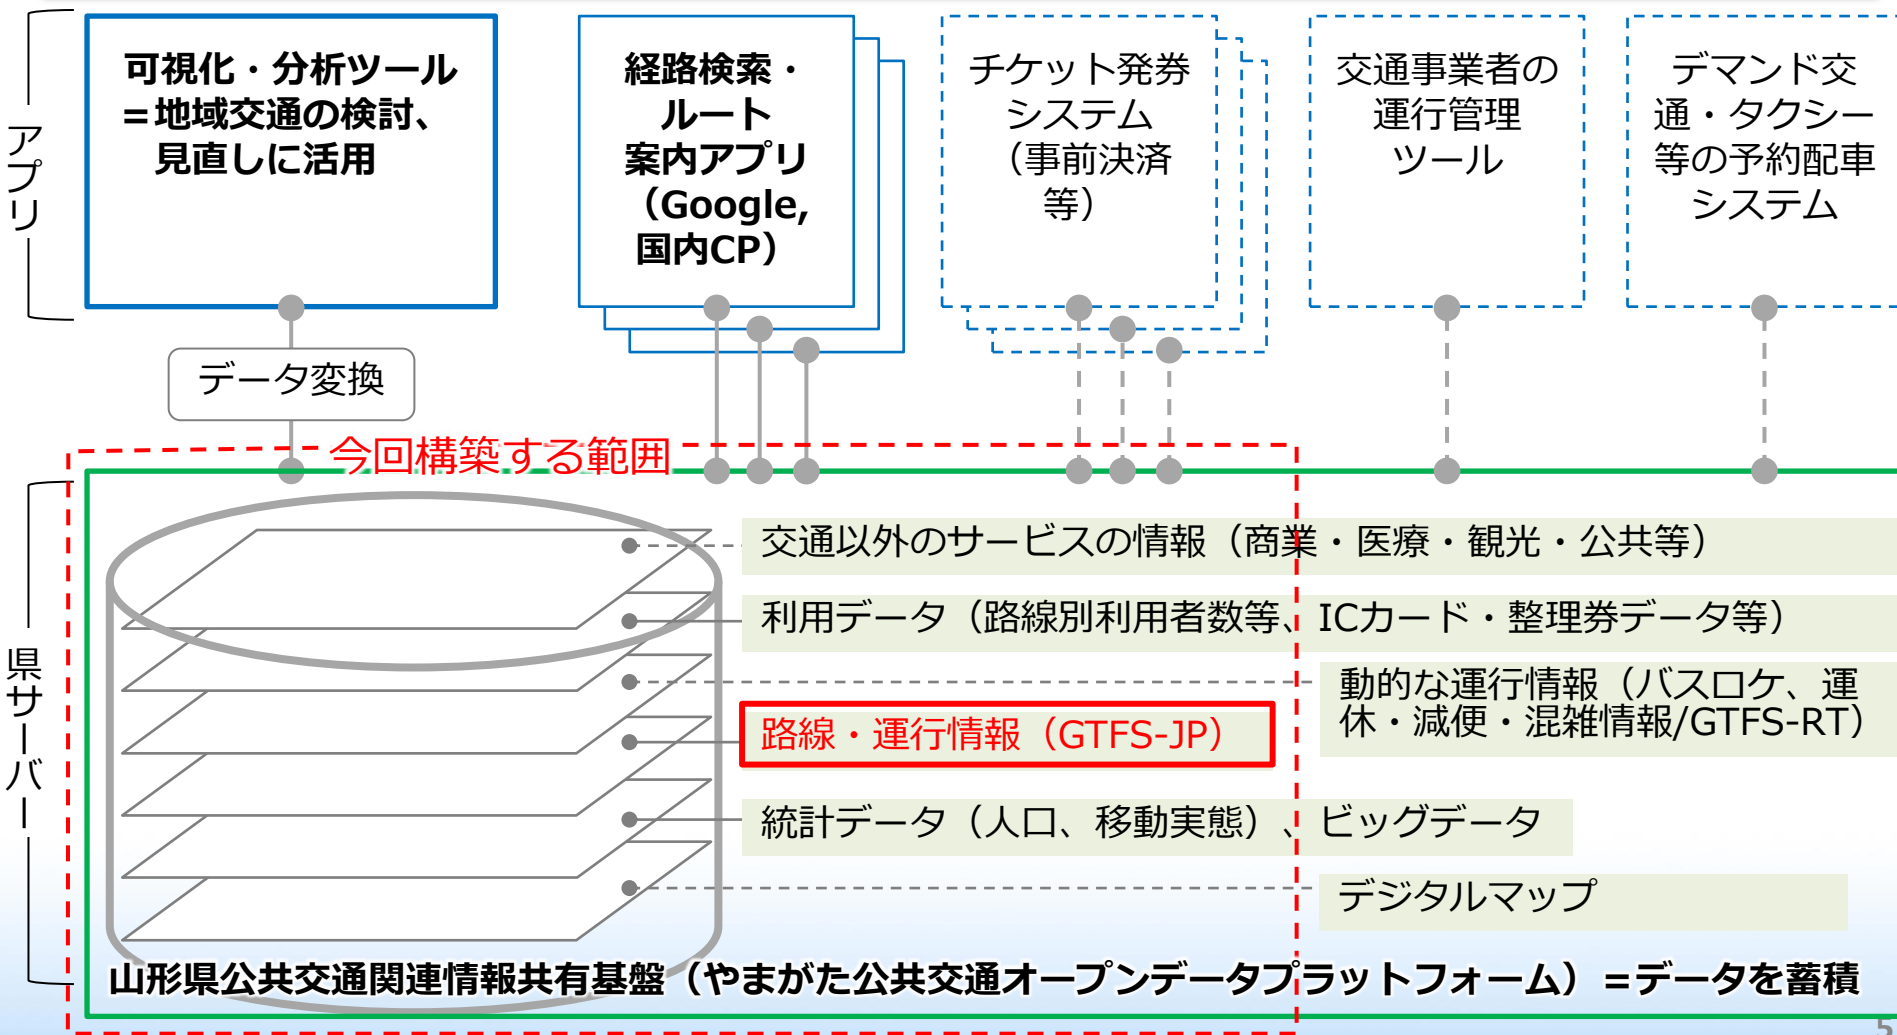 アプリ
可視化・分析ツール
=地域交通の検討、
見直しに活用
経路検索・
ルート
案内アプリ
（Google,
国内CP）
チケット発券
システム
（事前決済
等）
交通事業者の
運行管理
ツール
デマンド交
通・タクシー
等の予約配車
システム
データ変換
今回構築する範囲
県サーバー
交通以外のサービスの情報（商業・医療・観光・公共等）
利用データ（路線別利用者数等、ICカード・整理券データ等）
動的な運行情報（バスロケ、運
休・減便・混雑情報/GTFS-RT）
路線・運行情報（GTFS-JP）
統計データ（人口、移動実態）、ビッグデータ
デジタルマップ
山形県公共交通関連情報共有基盤（やまがた公共交通オープンデータプラットフォーム）=データを蓄積
5